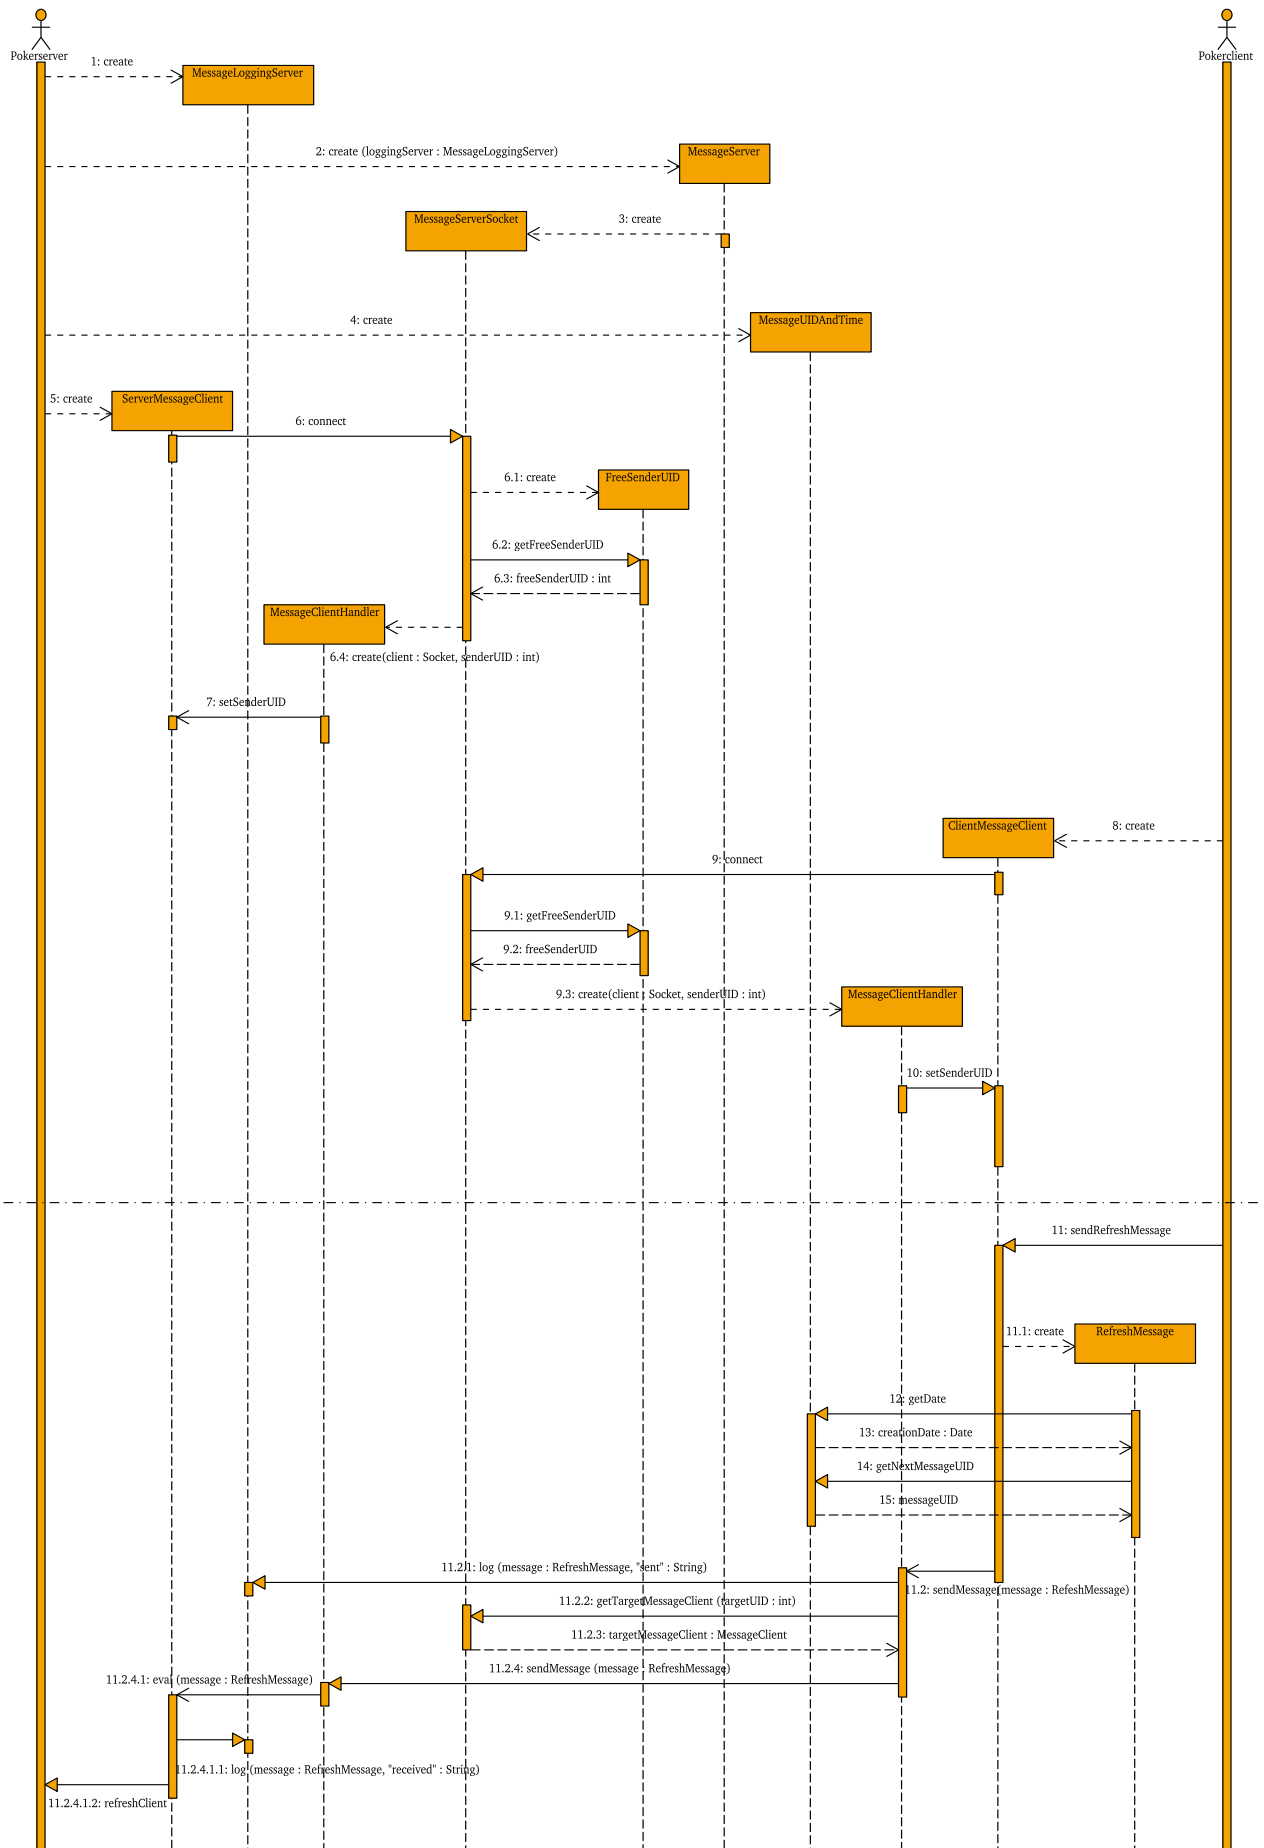 Pokerserver
Pokerclient
1: create
MessageLoggingServer
2: create (loggingServer : MessageLoggingServer)
MessageServer
MessageServerSocket
3: create
4: create
MessageUIDAndTime
5: create
ServerMessageClient
6: connect
6.1: create
FreeSenderUID
6.2: getFreeSenderUID
6.3: freeSenderUID : int
MessageClientHandler
6.4: create(client : Socket, senderUID : int)
7: setSenderUID
ClientMessageClient
8: create
9: connect
9.1: getFreeSenderUID
9.2: freeSenderUID
9.3: create(client : Socket, senderUID : int)
MessageClientHandler
10: setSenderUID
11: sendRefreshMessage
11.1: create
RefreshMessage
12: getDate
13: creationDate : Date
14: getNextMessageUID
15: messageUID
11.2.1: log (message : RefreshMessage, "sent" : String)
11.2: sendMessage(message : RefeshMessage)
11.2.2: getTargetMessageClient (targetUID : int)
11.2.3: targetMessageClient : MessageClient
11.2.4: sendMessage (message : RefreshMessage)
11.2.4.1: eval (message : RefreshMessage)
11.2.4.1.1: log (message : RefreshMessage, "received" : String)
11.2.4.1.2: refreshClient